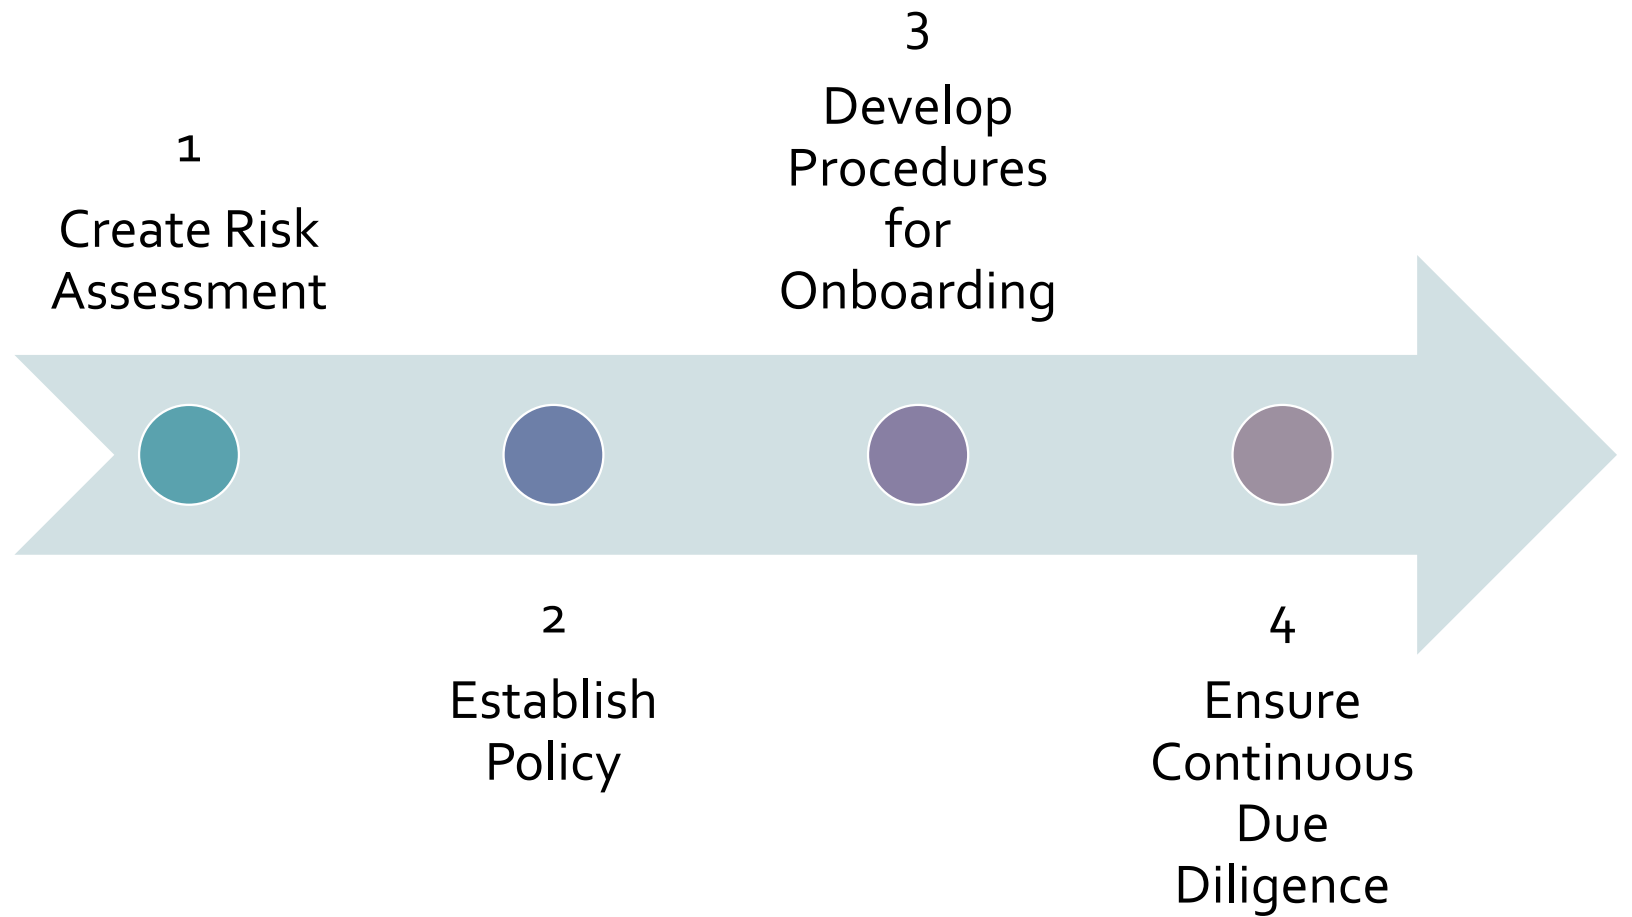 1
Create Risk
Assessment
2
Establish
Policy
3
Develop
Procedures
for
Onboarding
4
Ensure
Continuous
Due
Diligence